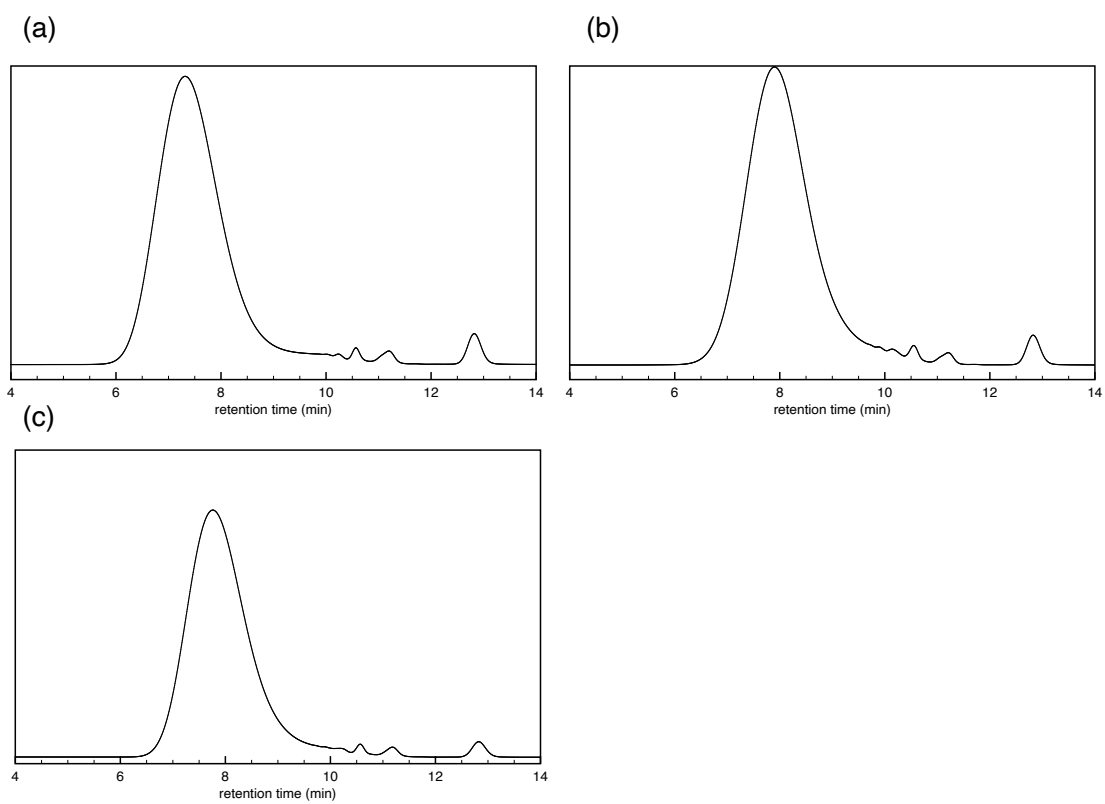 (a)
4 6 8 10 12 14
retention time (min)
(b)
4 6 8 10 12 14
retention time (min)
(c)
4 6 8 10 12 14
retention time (min)